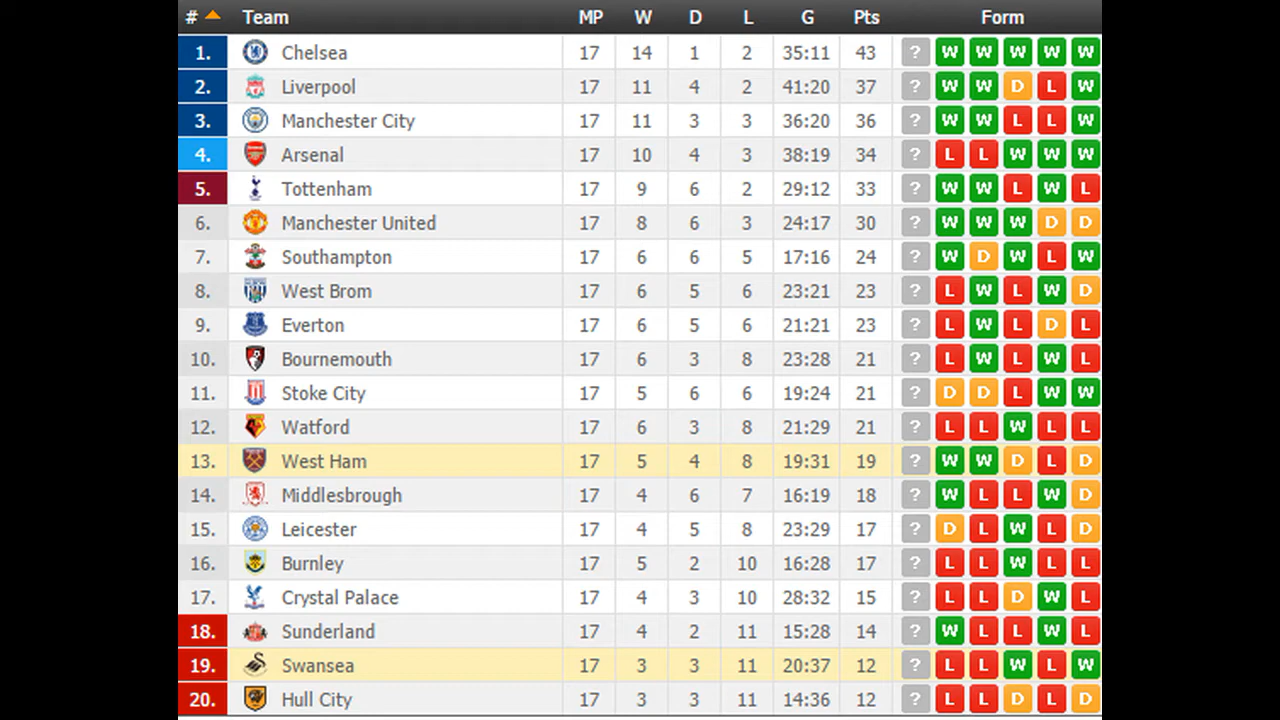 # Team MP W D L G Pts Form
1. Chelsea 17 14 1 2 35:11 43 ? W W W W W
2. Liverpool 17 11 4 2 41:20 37 ? W W D L W
3. Manchester City 17 11 3 3 36:20 36 ? W W L L W
4. Arsenal 17 10 4 3 38:19 34 ? L L W W W
5. Tottenham 17 9 6 2 29:12 33 ? W W L W L
6. Manchester United 17 8 6 3 24:17 30 ? W W W D D
7. Southampton 17 6 6 5 17:16 24 ? W D W L W
8. West Brom 17 6 5 6 23:21 23 ? L W L W D
9. Everton 17 6 5 6 21:21 23 ? L W L D L
10. Bournemouth 17 6 3 8 23:28 21 ? L W L W L
11. Stoke City 17 5 6 6 19:24 21 ? D D L W W
12. Watford 17 6 3 8 21:29 21 ? L L W L L
13. West Ham 17 5 4 8 19:31 19 ? W W D L D
14. Middlesbrough 17 4 6 7 16:19 18 ? W L L W D
15. Leicester 17 4 5 8 23:29 17 ? D L W L D
16. Burnley 17 5 2 10 16:28 17 ? L L W L L
17. Crystal Palace 17 4 3 10 28:32 15 ? L L D W L
18. Sunderland 17 4 2 11 15:28 14 ? W L L W L
19. Swansea 17 3 3 11 20:37 12 ? L L W L W
20. Hull City 17 3 3 11 14:36 12 ? L L D L D